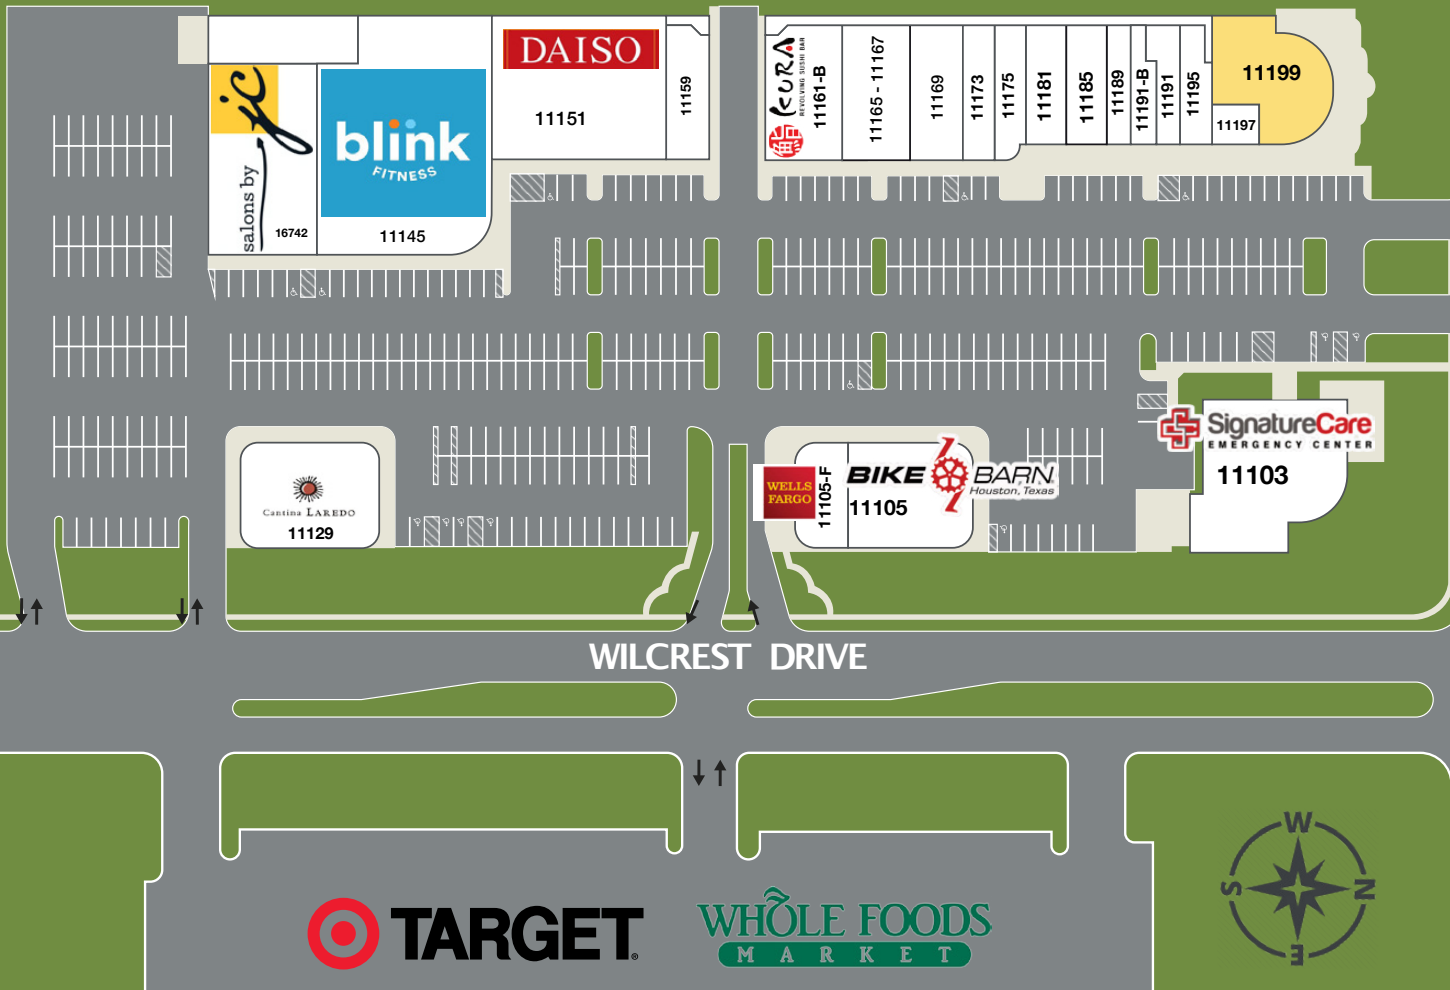 DAISO
11151
11159
KURA
REVOLVING SUSHI BAR
11161-B
11165 - 11167
11169
11173
11175
11181
11185
11189
11191-B
11191
11195
11199
11197
jc
salons by
16742
blink
FITNESS
11145
Cantina LAREDO
11129
WELLS
FARGO
11105-F
BIKE BARN
Houston, Texas
11105
SignatureCare
EMERGENCY CENTER
11103
WILCREST DRIVE
TARGET
WHOLE FOODS
MARKET
W
S
N
E